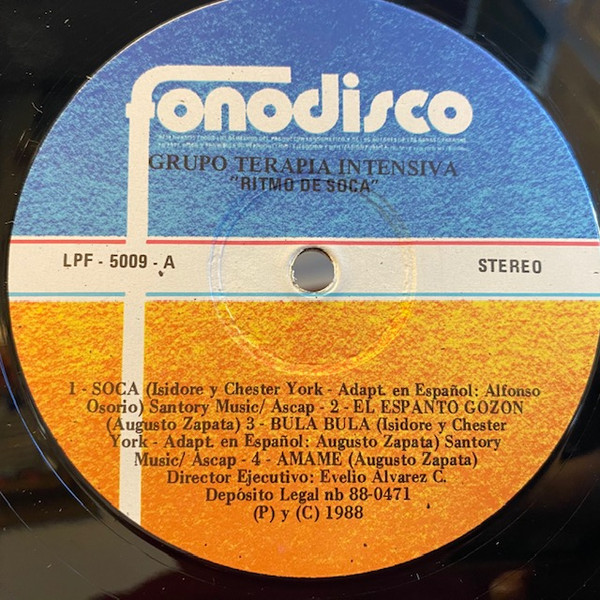 fonodisco
GRUPO TERAPIA INTENSIVA
"RITMO DE SOCA"
LPF - 5009 - A
STEREO
1 - SOCA (Isidore y Chester York - Adapt. en Español: Alfonso
Osorio) Santory Music/ Ascap - 2 - EL ESPANTO GOZON
(Augusto Zapata) 3 - BULA BULA (Isidore y Chester
York - Adapt. en Español: Augusto Zapata) Santory
Music/ Ascap - 4 - AMAME (Augusto Zapata)
Director Ejecutivo: Evelio Alvarez C.
Depósito Legal nb 88-0471
(P) y (C) 1988